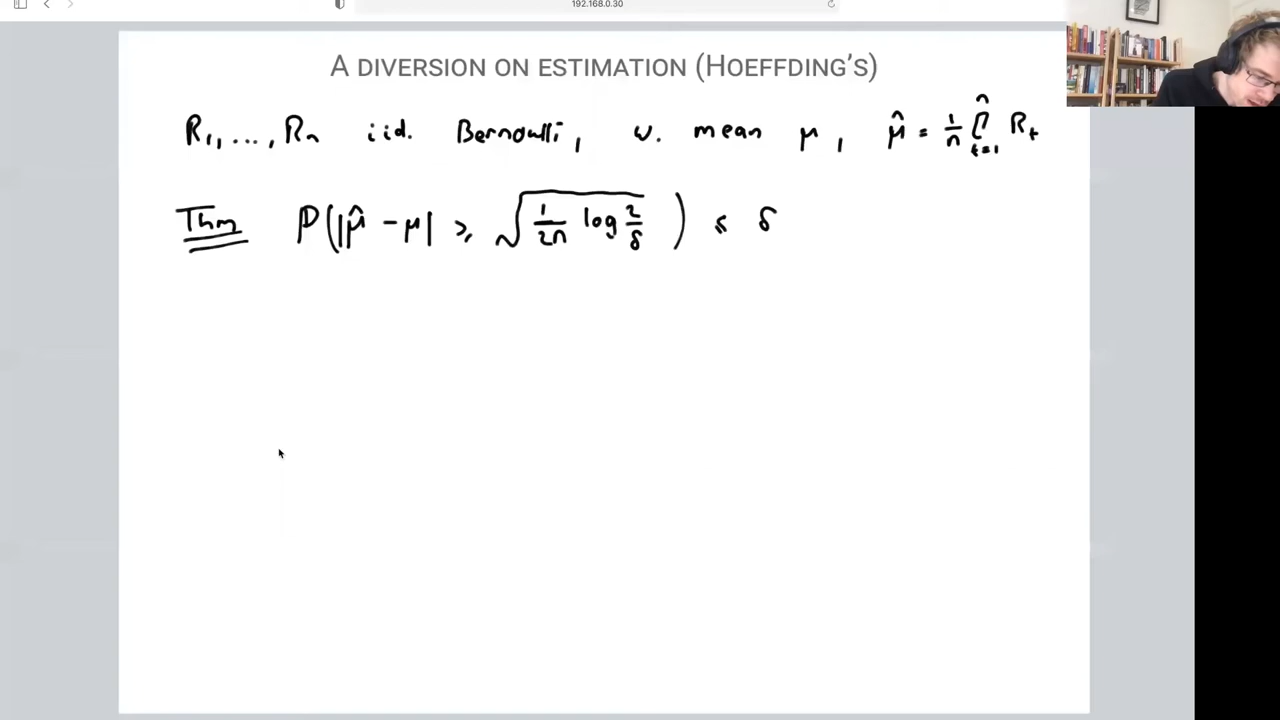 192.168.0.30
A DIVERSION ON ESTIMATION (HOEFFDING'S)
R₁, ..., Rₙ iid. Bernoulli, w. mean μ, μ̂ = 1/n ∑ₜ₌₁ⁿ Rₜ
Thm ℙ(|μ̂ - μ| ≥ √(1/2n log 2/δ)) ≤ δ